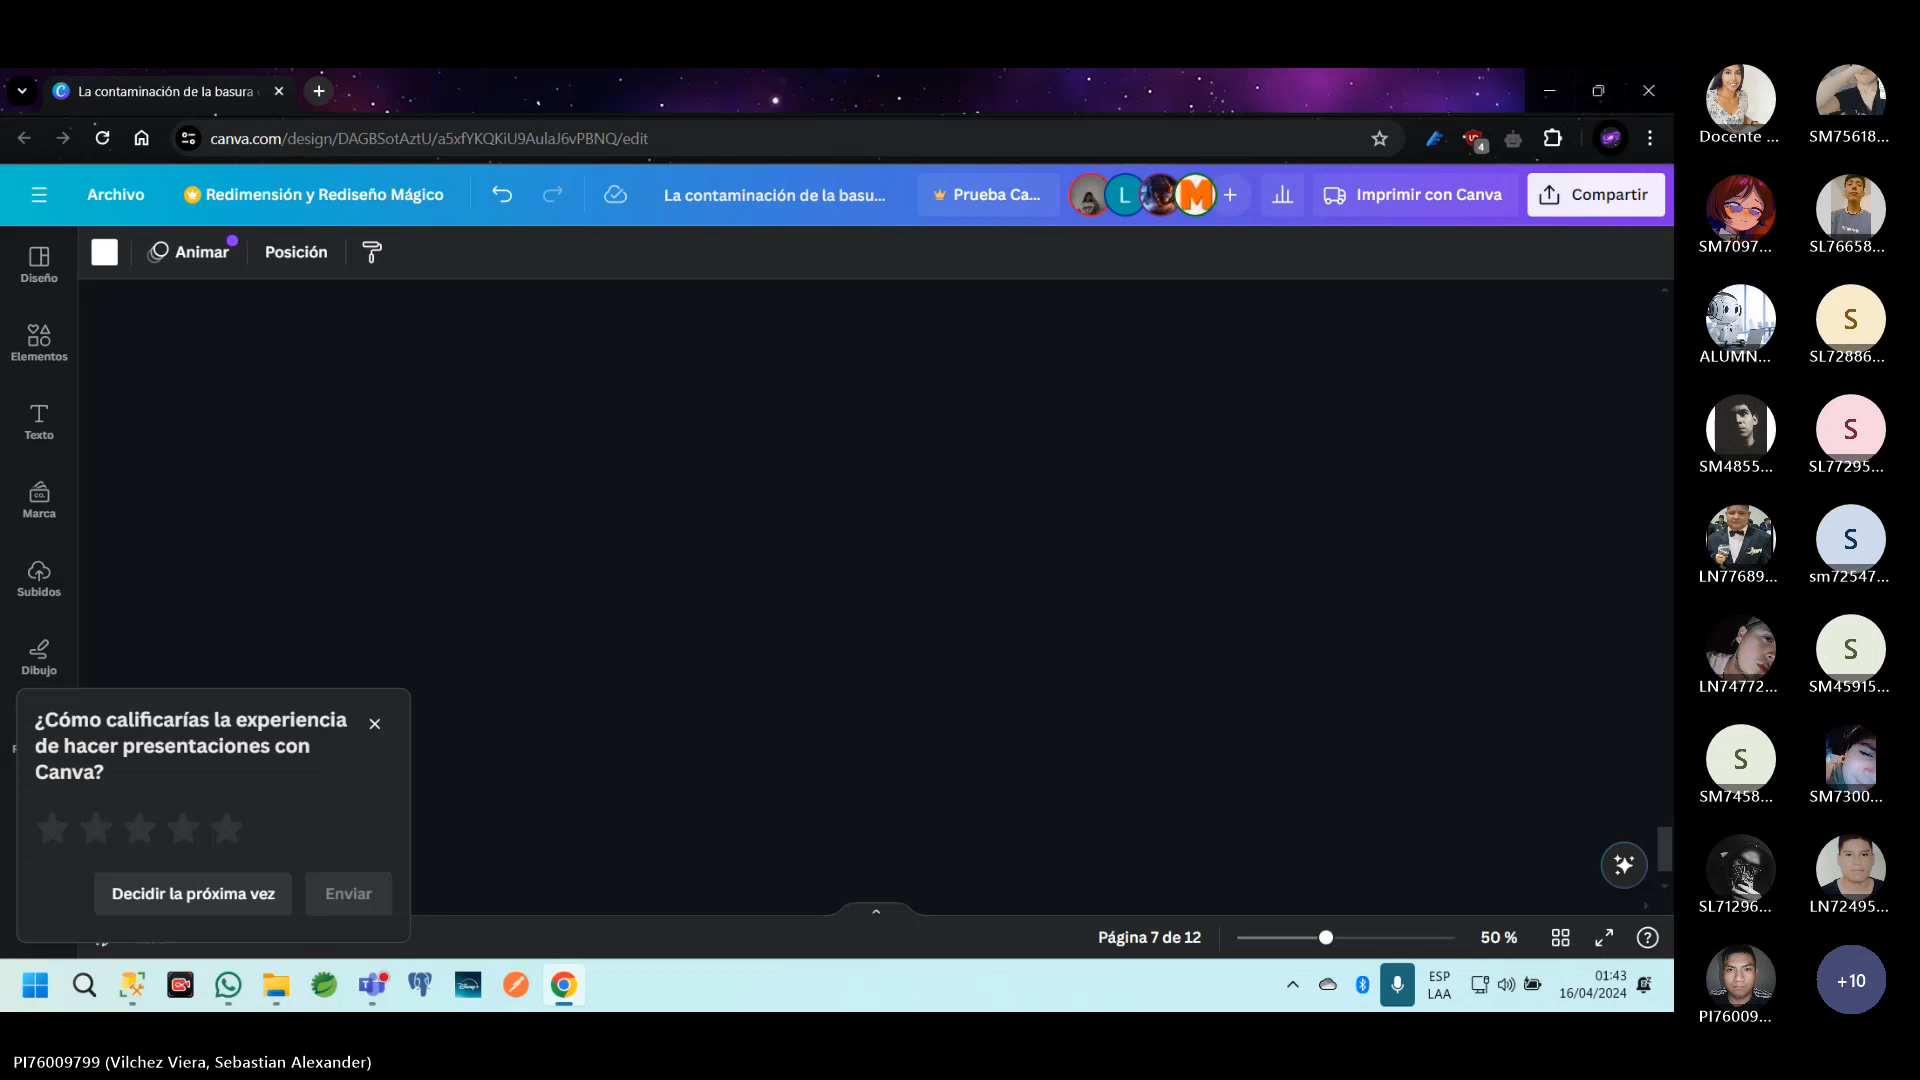 La contaminación de la basura
canva.com/design/DAGBSotAztU/a5xfYKQKiU9AulaJ6vPBNQ/edit
4
Archivo
Redimensión y Rediseño Mágico
La contaminación de la basu...
Prueba Ca...
L
M
Imprimir con Canva
Compartir
Animar
Posición
Diseño
Elementos
Texto
CO.
Marca
Subidos
Dibujo
¿Cómo calificarías la experiencia
de hacer presentaciones con
Canva?
Decidir la próxima vez
Enviar
Página 7 de 12
50 %
ESP
LAA
01:43
16/04/2024
Docente ...
SM75618...
SM7097...
SL76658...
ALUMN...
S
SL72886...
SM4855...
S
SL77295...
LN77689...
S
sm72547...
LN74772...
S
SM45915...
S
SM7458...
SM7300...
SL71296...
LN72495...
PI76009...
+10
PI76009799 (Vilchez Viera, Sebastian Alexander)